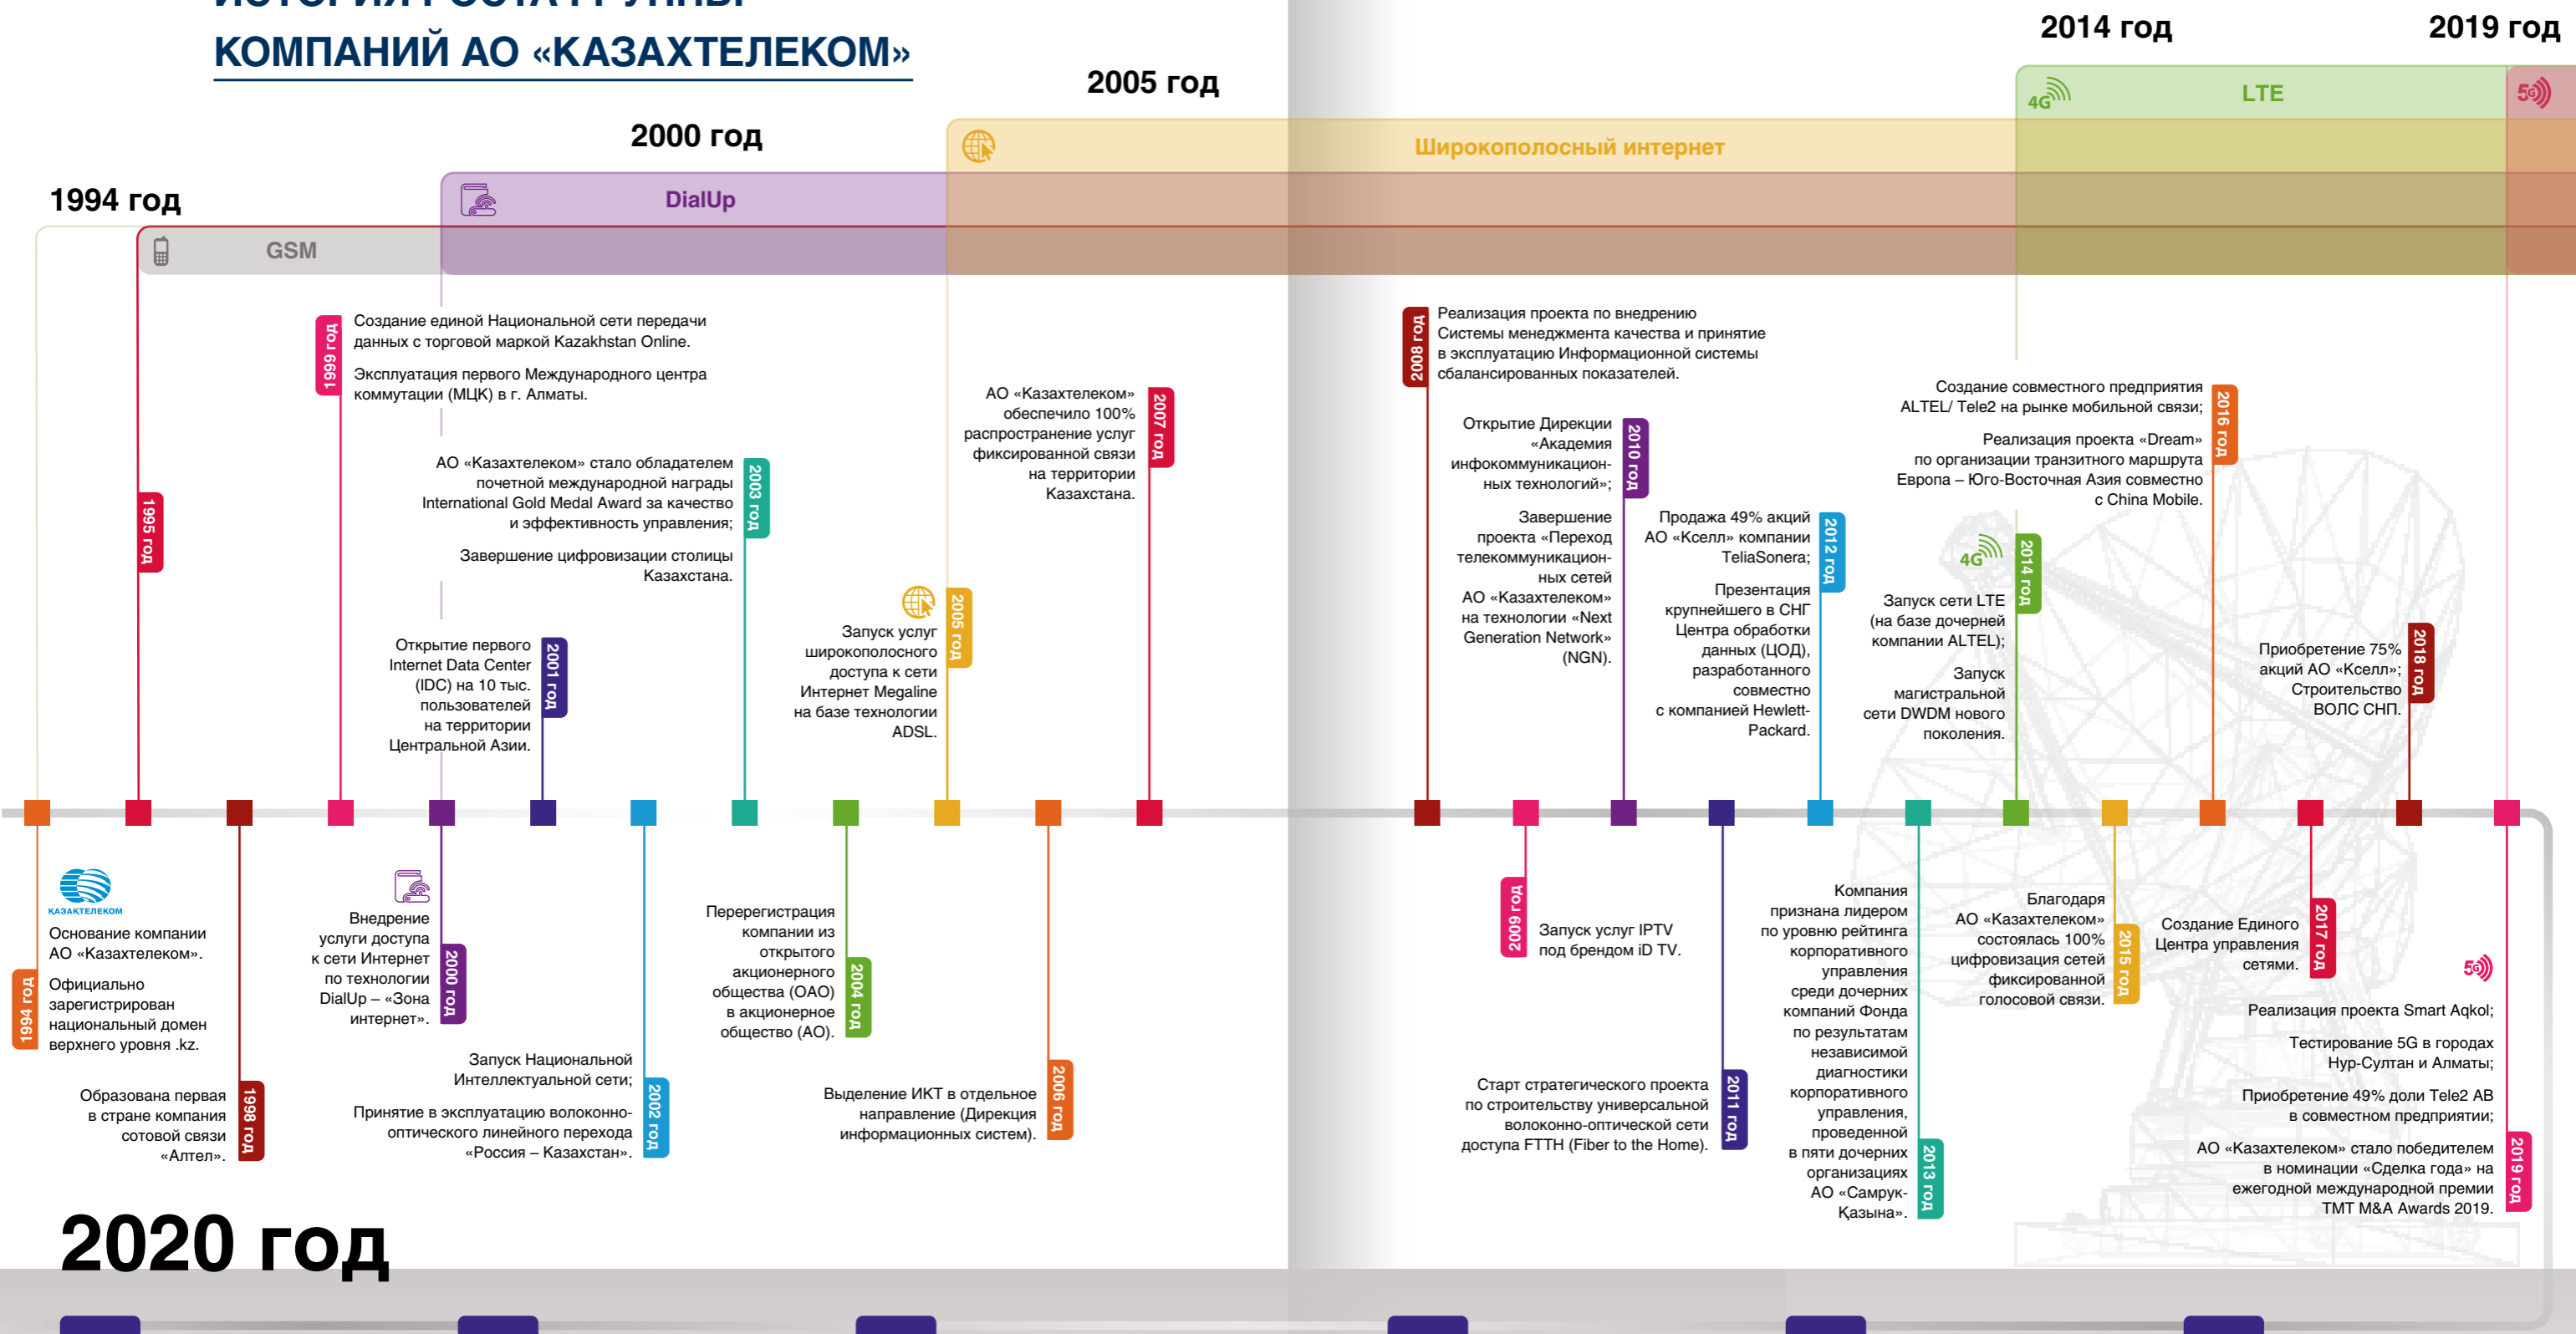 ИСТОРИЯ РОСТА ГРУППЫ
КОМПАНИЙ АО «КАЗАХТЕЛЕКОМ»
1994 год
2000 год
2005 год
2014 год
2019 год
GSM
DialUp
Широкополосный интернет
4G
LTE
5G
1995 год
1999 год
Создание единой Национальной сети передачи
данных с торговой маркой Kazakhstan Online.
Эксплуатация первого Международного центра
коммутации (МЦК) в г. Алматы.
Открытие первого
Internet Data Center
(IDC) на 10 тыс.
пользователей
на территории
Центральной Азии.
2001 год
АО «Казахтелеком» стало обладателем
почетной международной награды
International Gold Medal Award за качество
и эффективность управления;
Завершение цифровизации столицы
Казахстана.
2003 год
Запуск услуг
широкополосного
доступа к сети
Интернет Megaline
на базе технологии
ADSL.
2005 год
АО «Казахтелеком»
обеспечило 100%
распространение услуг
фиксированной связи
на территории
Казахстана.
2007 год
2008 год
Реализация проекта по внедрению
Системы менеджмента качества и принятие
в эксплуатацию Информационной системы
сбалансированных показателей.
Открытие Дирекции
«Академия
инфокоммуникацион-
ных технологий»;
Завершение
проекта «Переход
телекоммуникацион-
ных сетей
АО «Казахтелеком»
на технологии «Next
Generation Network»
(NGN).
2010 год
Продажа 49% акций
АО «Кселл» компании
TeliaSonera;
Презентация
крупнейшего в СНГ
Центра обработки
данных (ЦОД),
разработанного
совместно
с компанией Hewlett-
Packard.
2012 год
4G
Запуск сети LTE
(на базе дочерней
компании ALTEL);
Запуск
магистральной
сети DWDM нового
поколения.
2014 год
Создание совместного предприятия
ALTEL/ Tele2 на рынке мобильной связи;
Реализация проекта «Dream»
по организации транзитного маршрута
Европа – Юго-Восточная Азия совместно
с China Mobile.
2016 год
Приобретение 75%
акций АО «Кселл»;
Строительство
ВОЛС СНП.
2018 год
ҚАЗАҚТЕЛЕКОМ
Основание компании
АО «Казахтелеком».
Официально
зарегистрирован
национальный домен
верхнего уровня .kz.
1994 год
Образована первая
в стране компания
сотовой связи
«Алтел».
1998 год
Внедрение
услуги доступа
к сети Интернет
по технологии
DialUp – «Зона
интернет».
2000 год
Запуск Национальной
Интеллектуальной сети;
Принятие в эксплуатацию волоконно-
оптического линейного перехода
«Россия – Казахстан».
2002 год
Перерегистрация
компании из
открытого
акционерного
общества (ОАО)
в акционерное
общество (АО).
2004 год
Выделение ИКТ в отдельное
направление (Дирекция
информационных систем).
2006 год
2009 год
Запуск услуг IPTV
под брендом iD TV.
Старт стратегического проекта
по строительству универсальной
волоконно-оптической сети
доступа FTTH (Fiber to the Home).
2011 год
Компания
признана лидером
по уровню рейтинга
корпоративного
управления
среди дочерних
компаний Фонда
по результатам
независимой
диагностики
корпоративного
управления,
проведенной
в пяти дочерних
организациях
АО «Самрук-
Қазына».
2013 год
Благодаря
АО «Казахтелеком»
состоялась 100%
цифровизация сетей
фиксированной
голосовой связи.
2015 год
Создание Единого
Центра управления
сетями.
2017 год
5G
Реализация проекта Smart Aqkol;
Тестирование 5G в городах
Нур-Султан и Алматы;
Приобретение 49% доли Tele2 AB
в совместном предприятии;
АО «Казахтелеком» стало победителем
в номинации «Сделка года» на
ежегодной международной премии
TMT M&A Awards 2019.
2019 год
2020 год